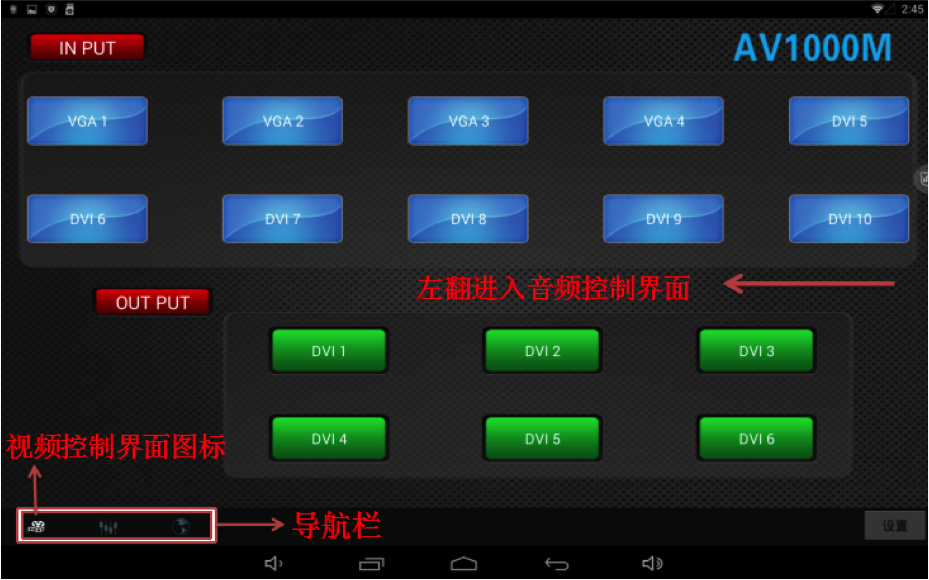 2:45
IN PUT
AV1000M
VGA 1
VGA 2
VGA 3
VGA 4
DVI 5
DVI 6
DVI 7
DVI 8
DVI 9
DVI 10
左翻进入音频控制界面
OUT PUT
DVI 1
DVI 2
DVI 3
DVI 4
DVI 5
DVI 6
视频控制界面图标
导航栏
设置